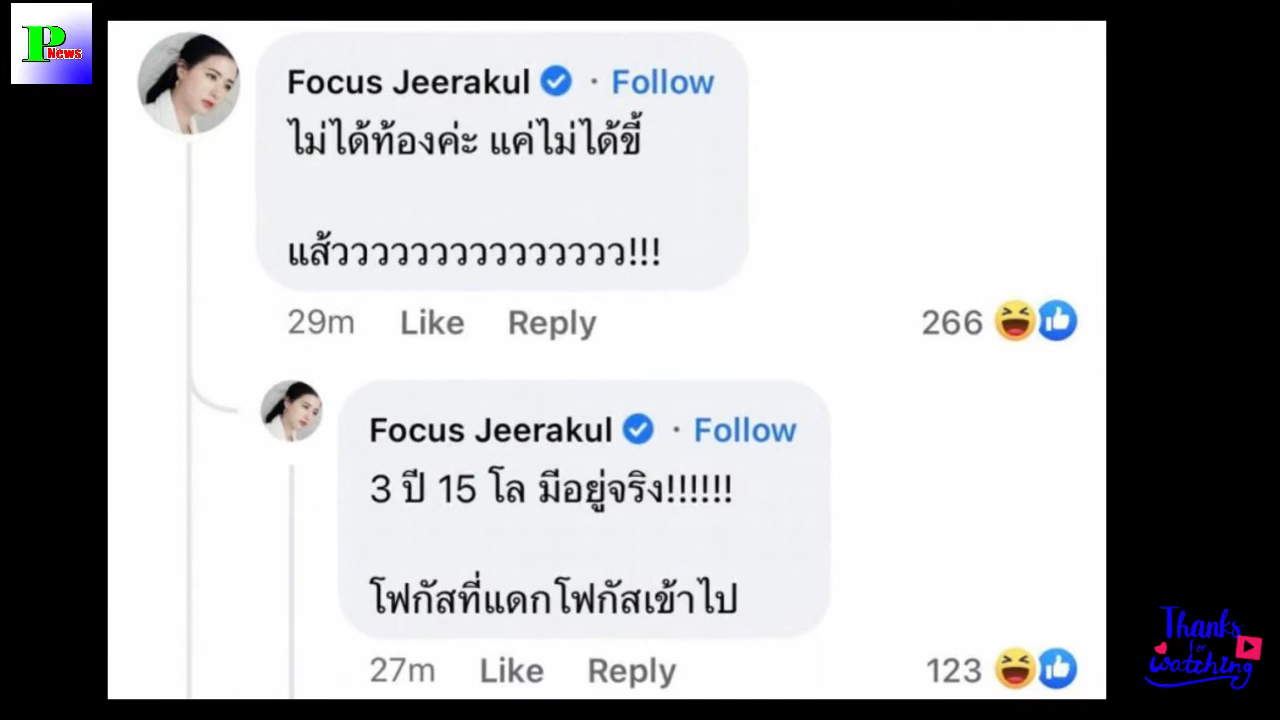 P
News
Focus Jeerakul · Follow
ไม่ได้ท้องค่ะ แค่ไม่ได้ขี้
แส้วววววววววววววววว!!!
29m Like Reply 266
Focus Jeerakul · Follow
3 ปี 15 โล มีอยู่จริง!!!!!!
โฟกัสที่แดกโฟกัสเข้าไป
27m Like Reply 123
Thanks
for
watching